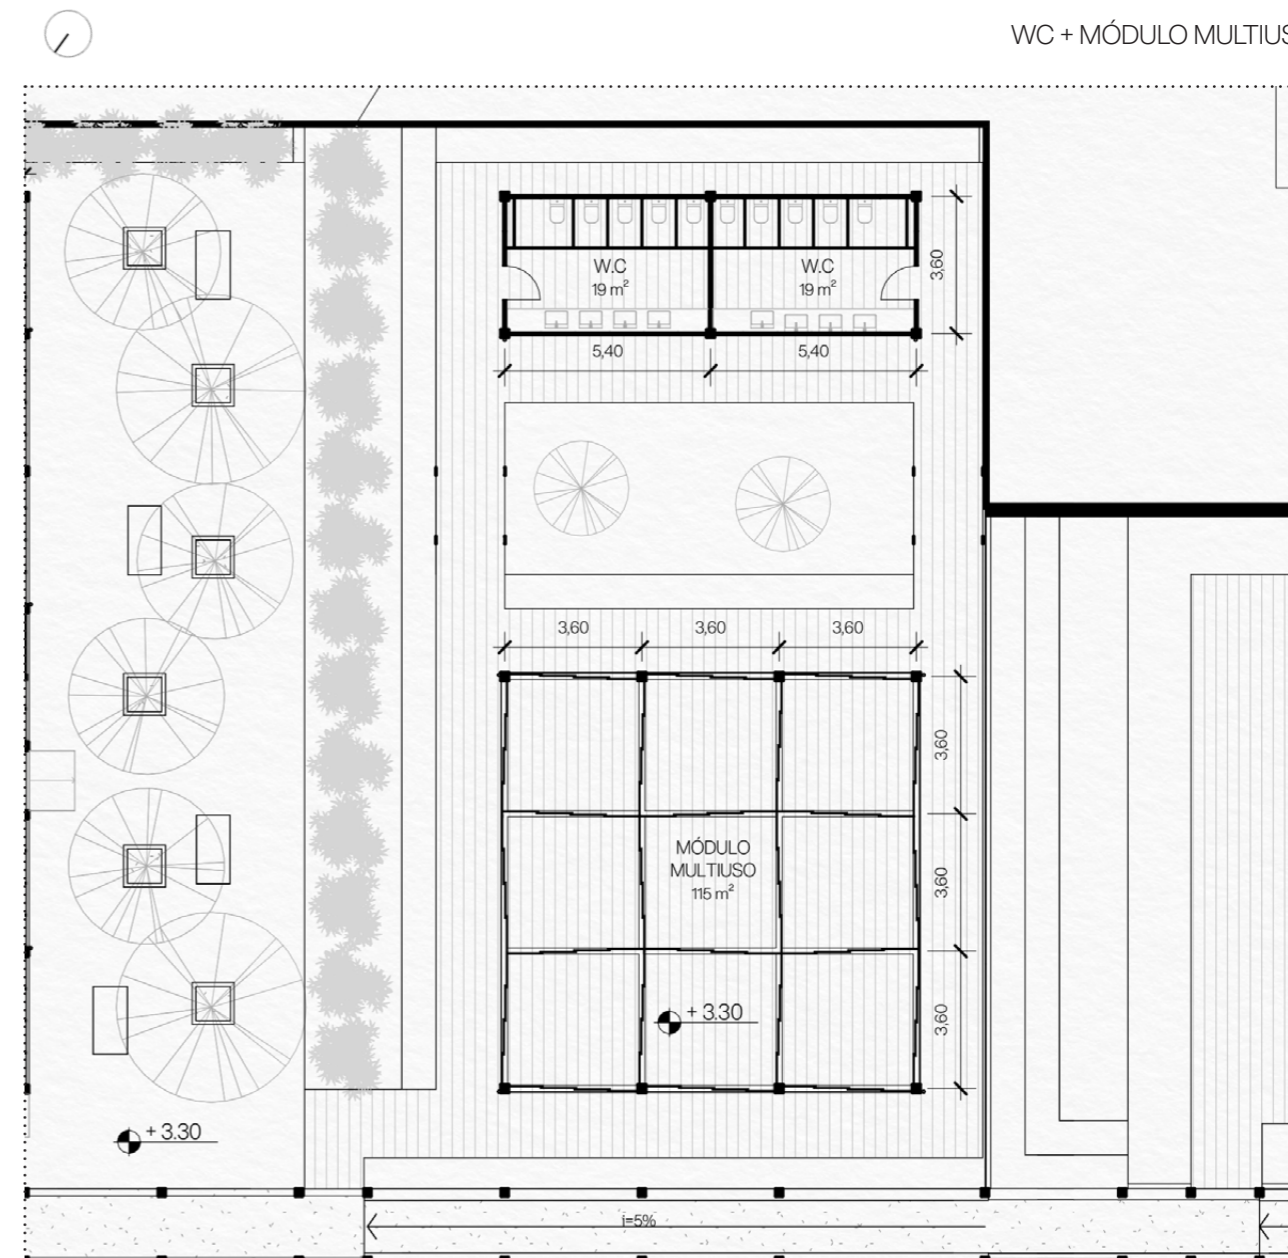 WC + MÓDULO MULTIUS
W.C
19 m²
W.C
19 m²
3,60
5,40
5,40
3,60
3,60
3,60
3,60
MÓDULO
MULTIUSO
115 m²
3,60
+ 3.30
3,60
+ 3.30
i=5%